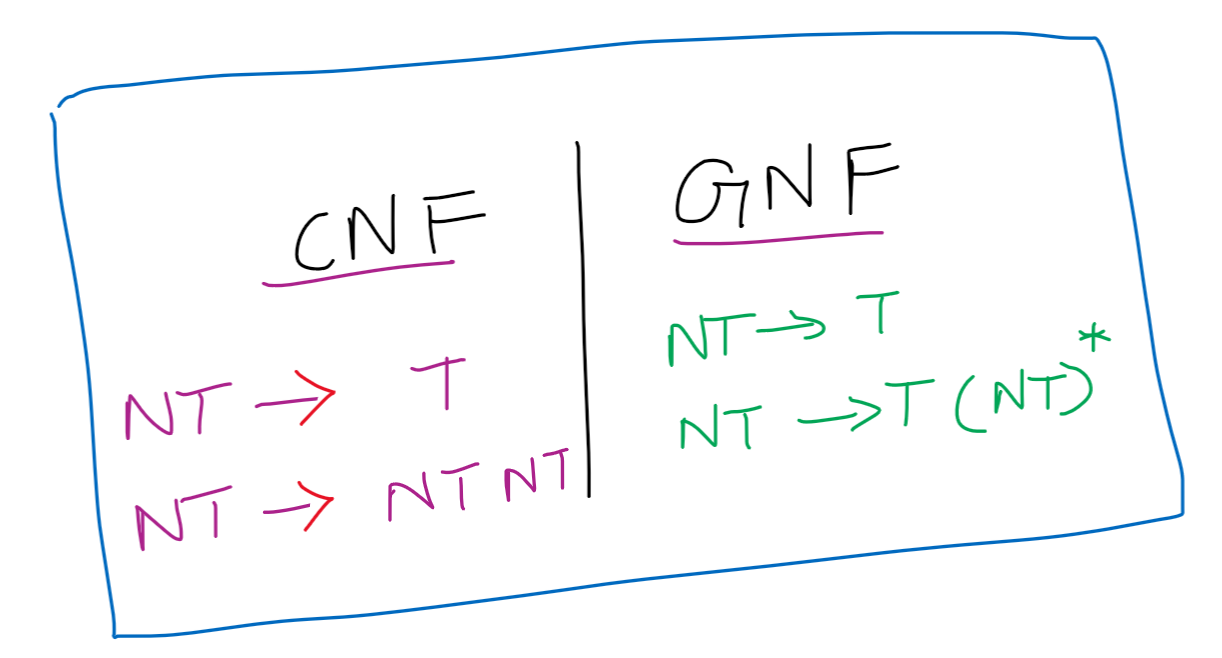 CNF
NT → T
NT → NT NT
GNF
NT → T
NT → T (NT)*